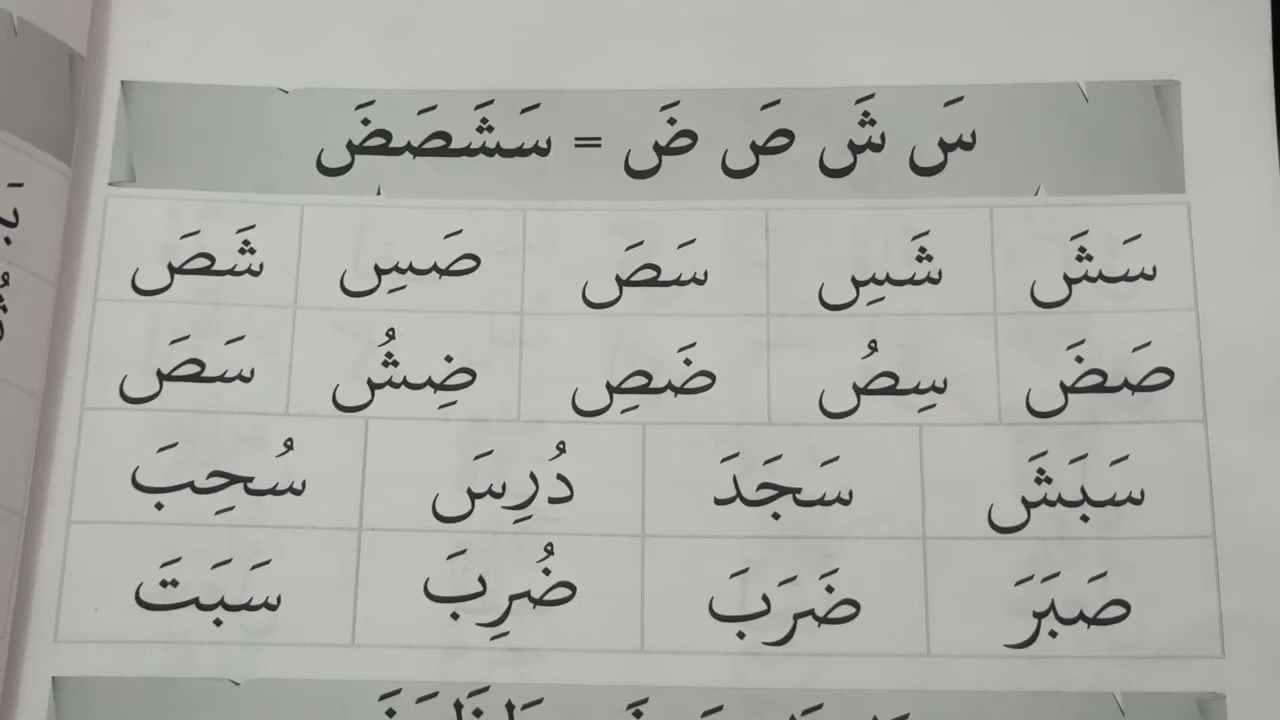 سَ شَ صَ ضَ = سَشَصَضَ
سَشَ شَسِ سَصَ صَسِ شَصَ
صَضَ سِصُ ضَصِ ضِشُ سَصَ
سَبَشَ سَجَدَ دُرِسَ سُحِبَ
صَبَرَ ضَرَبَ ضُرِبَ سَبَتَ